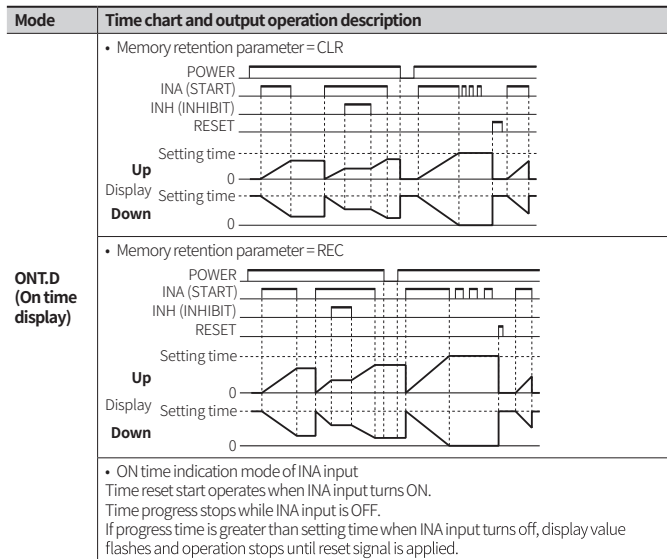 Mode Time chart and output operation description
ONT.D
(On time
display)
• Memory retention parameter = CLR
POWER
INA (START)
INH (INHIBIT)
RESET
Setting time
Up
0
Display
Setting time
Down
0
• Memory retention parameter = REC
POWER
INA (START)
INH (INHIBIT)
RESET
Setting time
Up
0
Display
Setting time
Down
0
• ON time indication mode of INA input
Time reset start operates when INA input turns ON.
Time progress stops while INA input is OFF.
If progress time is greater than setting time when INA input turns off, display value
flashes and operation stops until reset signal is applied.